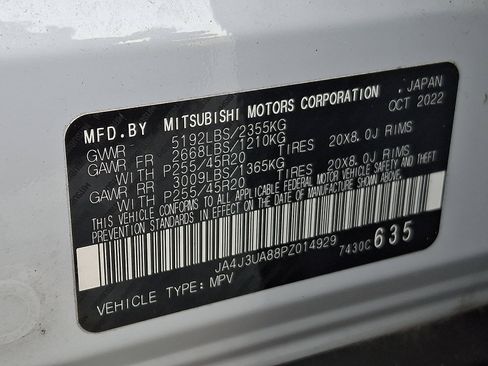 MFD.BY MITSUBISHI MOTORS CORPORATION , JAPAN
GVWR 5192LBS/2355KG OCT 2022
GAWR FR 2668LBS/1210KG
WITH P255/45R20 TIRES 20X8.0J RIMS
GAWR RR 3009LBS/1365KG
WITH P255/45R20 TIRES 20X8.0J RIMS
THIS VEHICLE CONFORMS TO ALL APPLICABLE FEDERAL MOTOR VEHICLE SAFETY AND THEFT PREVENTION STANDARDS IN EFFECT ON THE DATE OF MANUFACTURE SHOWN ABOVE.
JA4J3UA88PZ014929 7430C 635
VEHICLE TYPE: MPV